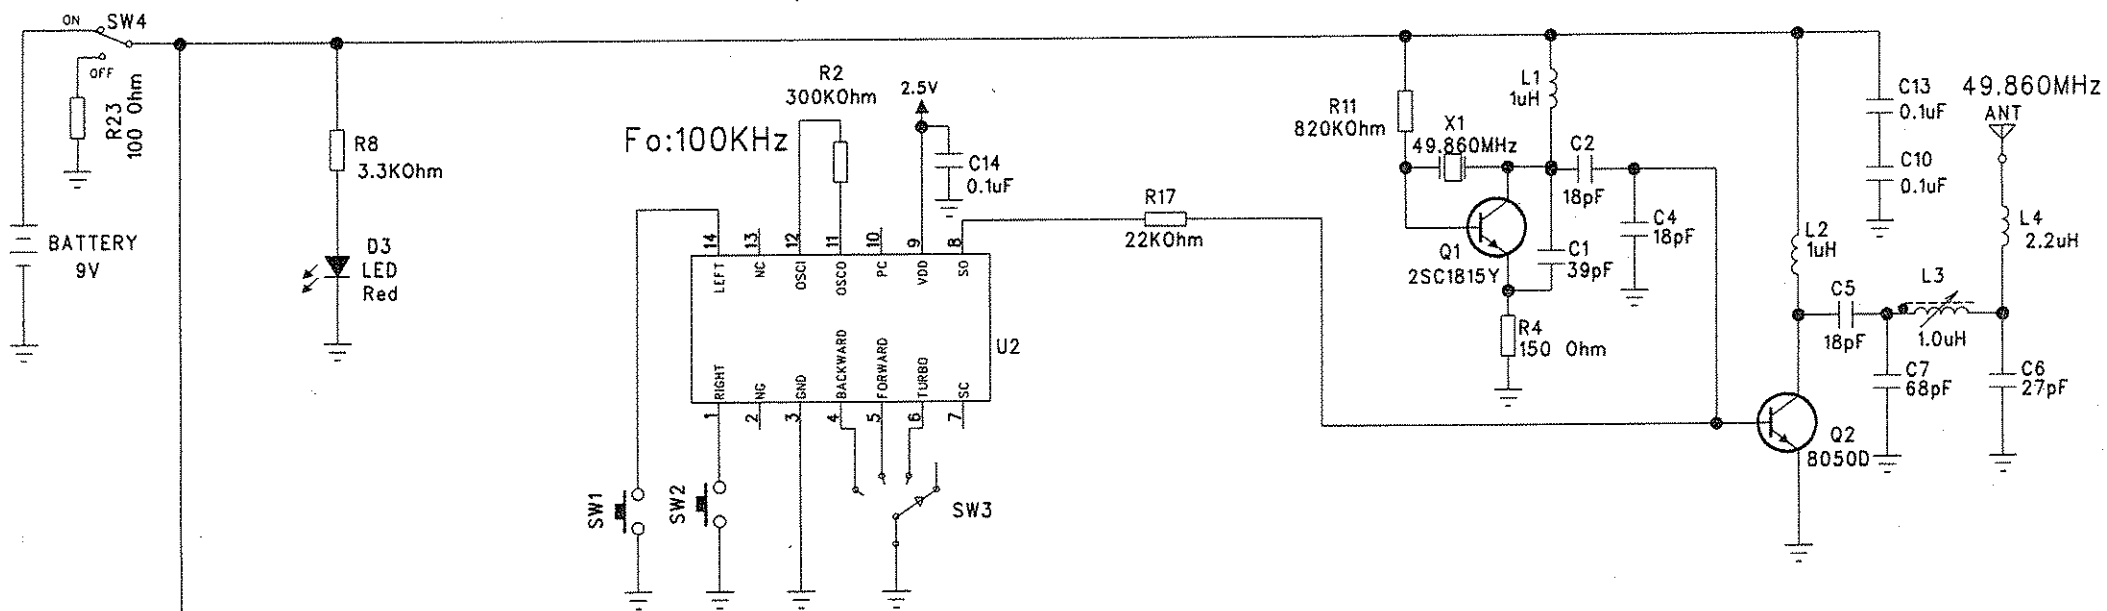 ON
SW4
OFF
R23
100 Ohm
BATTERY
9V
R8
3.3KOhm
D3
LED
Red
Fo:100KHz
R2
300KOhm
2.5V
C14
0.1uF
14
13
12
11
10
9
8
LEFT
NC
OSCI
OSCO
PC
VDD
SO
U2
RIGHT
NG
GND
BACKWARD
FORWARD
TURBO
SC
1
2
3
4
5
6
7
SW1
SW2
SW3
R17
22KOhm
R11
820KOhm
X1
49.860MHz
L1
1uH
C2
18pF
C4
18pF
Q1
2SC1815Y
C1
39pF
R4
150 Ohm
L2
1uH
C13
0.1uF
C10
0.1uF
49.860MHz
ANT
L4
2.2uH
C5
18pF
L3
1.0uH
C7
68pF
C6
27pF
Q2
8050D